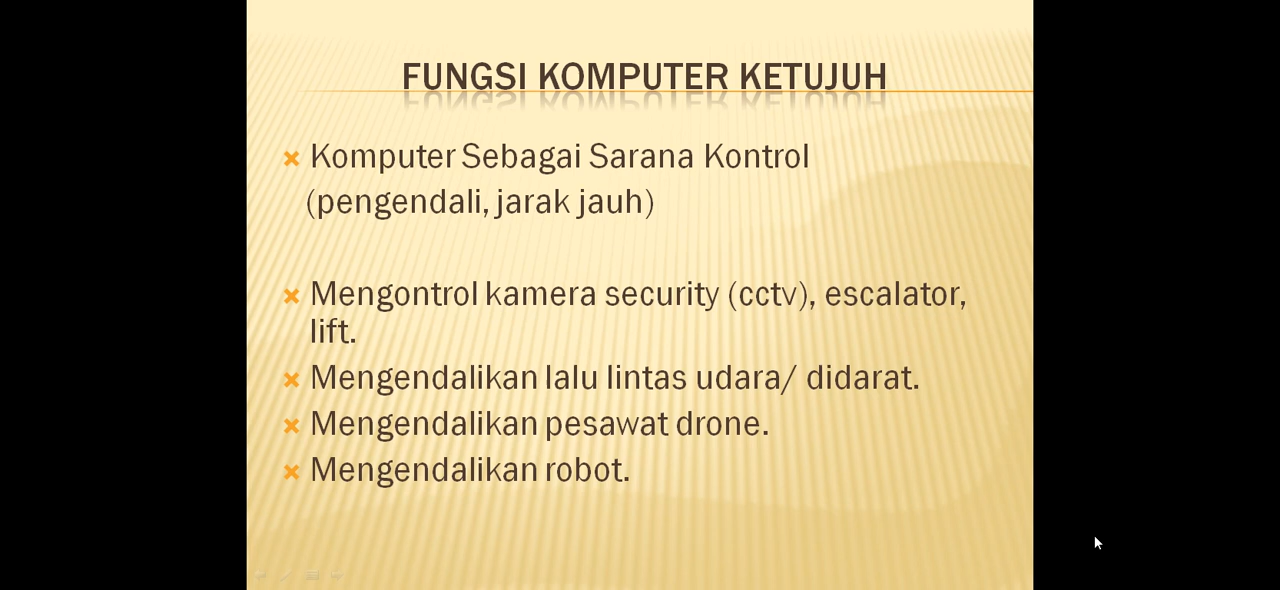 FUNGSI KOMPUTER KETUJUH
Komputer Sebagai Sarana Kontrol
(pengendali, jarak jauh)
Mengontrol kamera security (cctv), escalator,
lift.
Mengendalikan lalu lintas udara/ didarat.
Mengendalikan pesawat drone.
Mengendalikan robot.